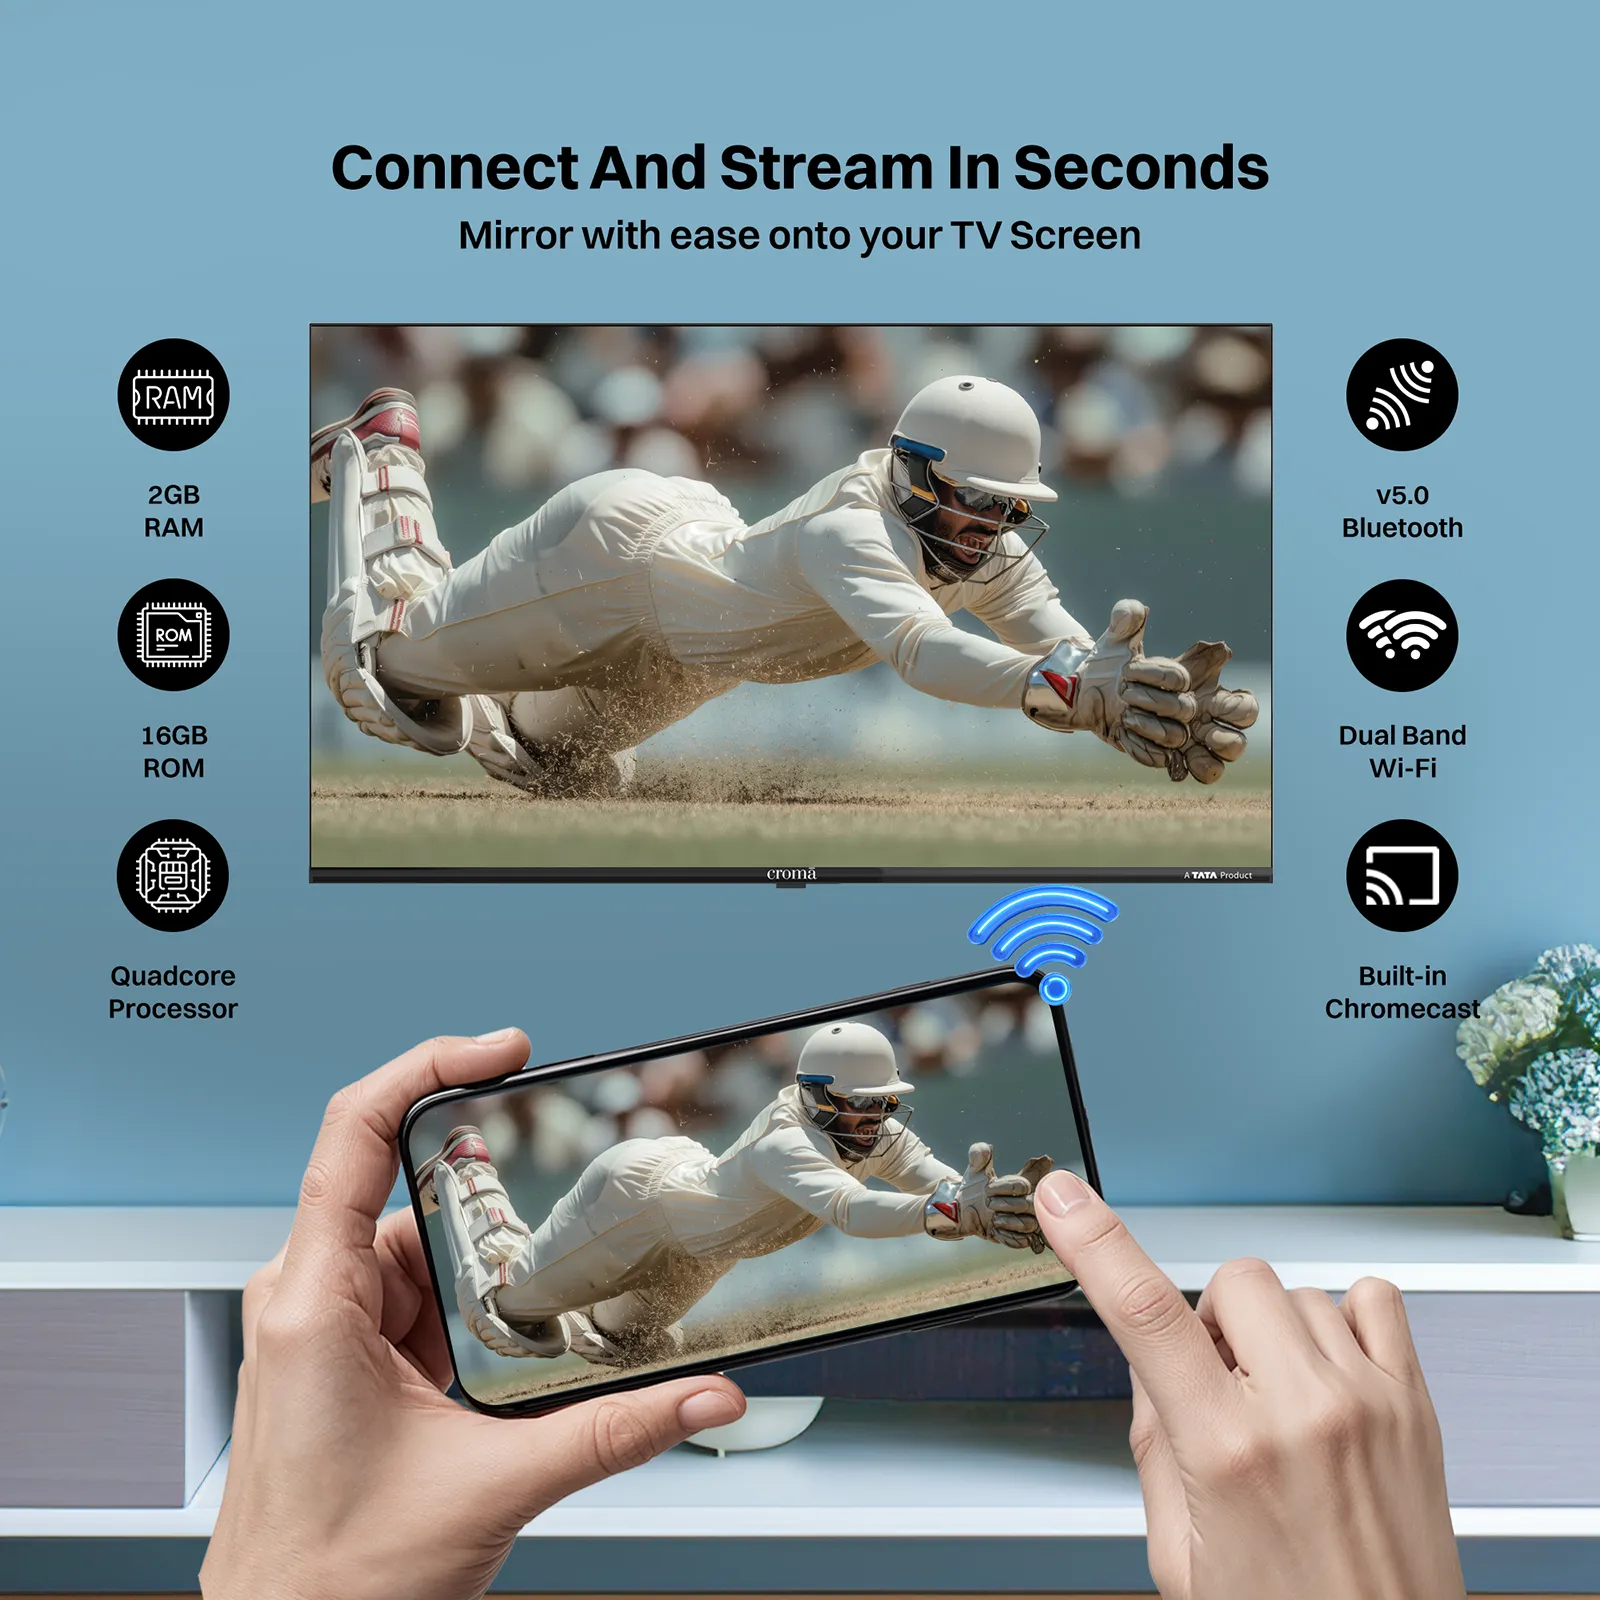 Connect And Stream In Seconds
Mirror with ease onto your TV Screen
RAM
2GB
RAM
ROM
16GB
ROM
Quadcore
Processor
v5.0
Bluetooth
Dual Band
Wi-Fi
Built-in
Chromecast
cromā
A TATA Product